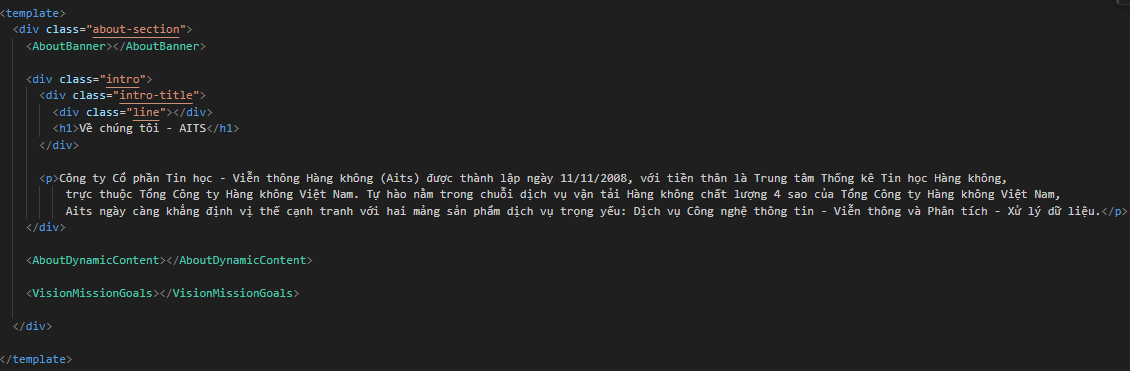 <template>
<div class="about-section">
<AboutBanner></AboutBanner>
<div class="intro">
<div class="intro-title">
<div class="line"></div>
<h1>Về chúng tôi - AITS</h1>
</div>
<p>Công ty Cổ phần Tin học - Viễn thông Hàng không (Aits) được thành lập ngày 11/11/2008, với tiền thân là Trung tâm Thống kê Tin học Hàng không,
trực thuộc Tổng Công ty Hàng không Việt Nam. Tự hào nằm trong chuỗi dịch vụ vận tải Hàng không chất lượng 4 sao của Tổng Công ty Hàng không Việt Nam,
Aits ngày càng khẳng định vị thế cạnh tranh với hai mảng sản phẩm dịch vụ trọng yếu: Dịch vụ Công nghệ thông tin - Viễn thông và Phân tích - Xử lý dữ liệu.</p>
</div>
<AboutDynamicContent></AboutDynamicContent>
<VisionMissionGoals></VisionMissionGoals>
</div>
</template>